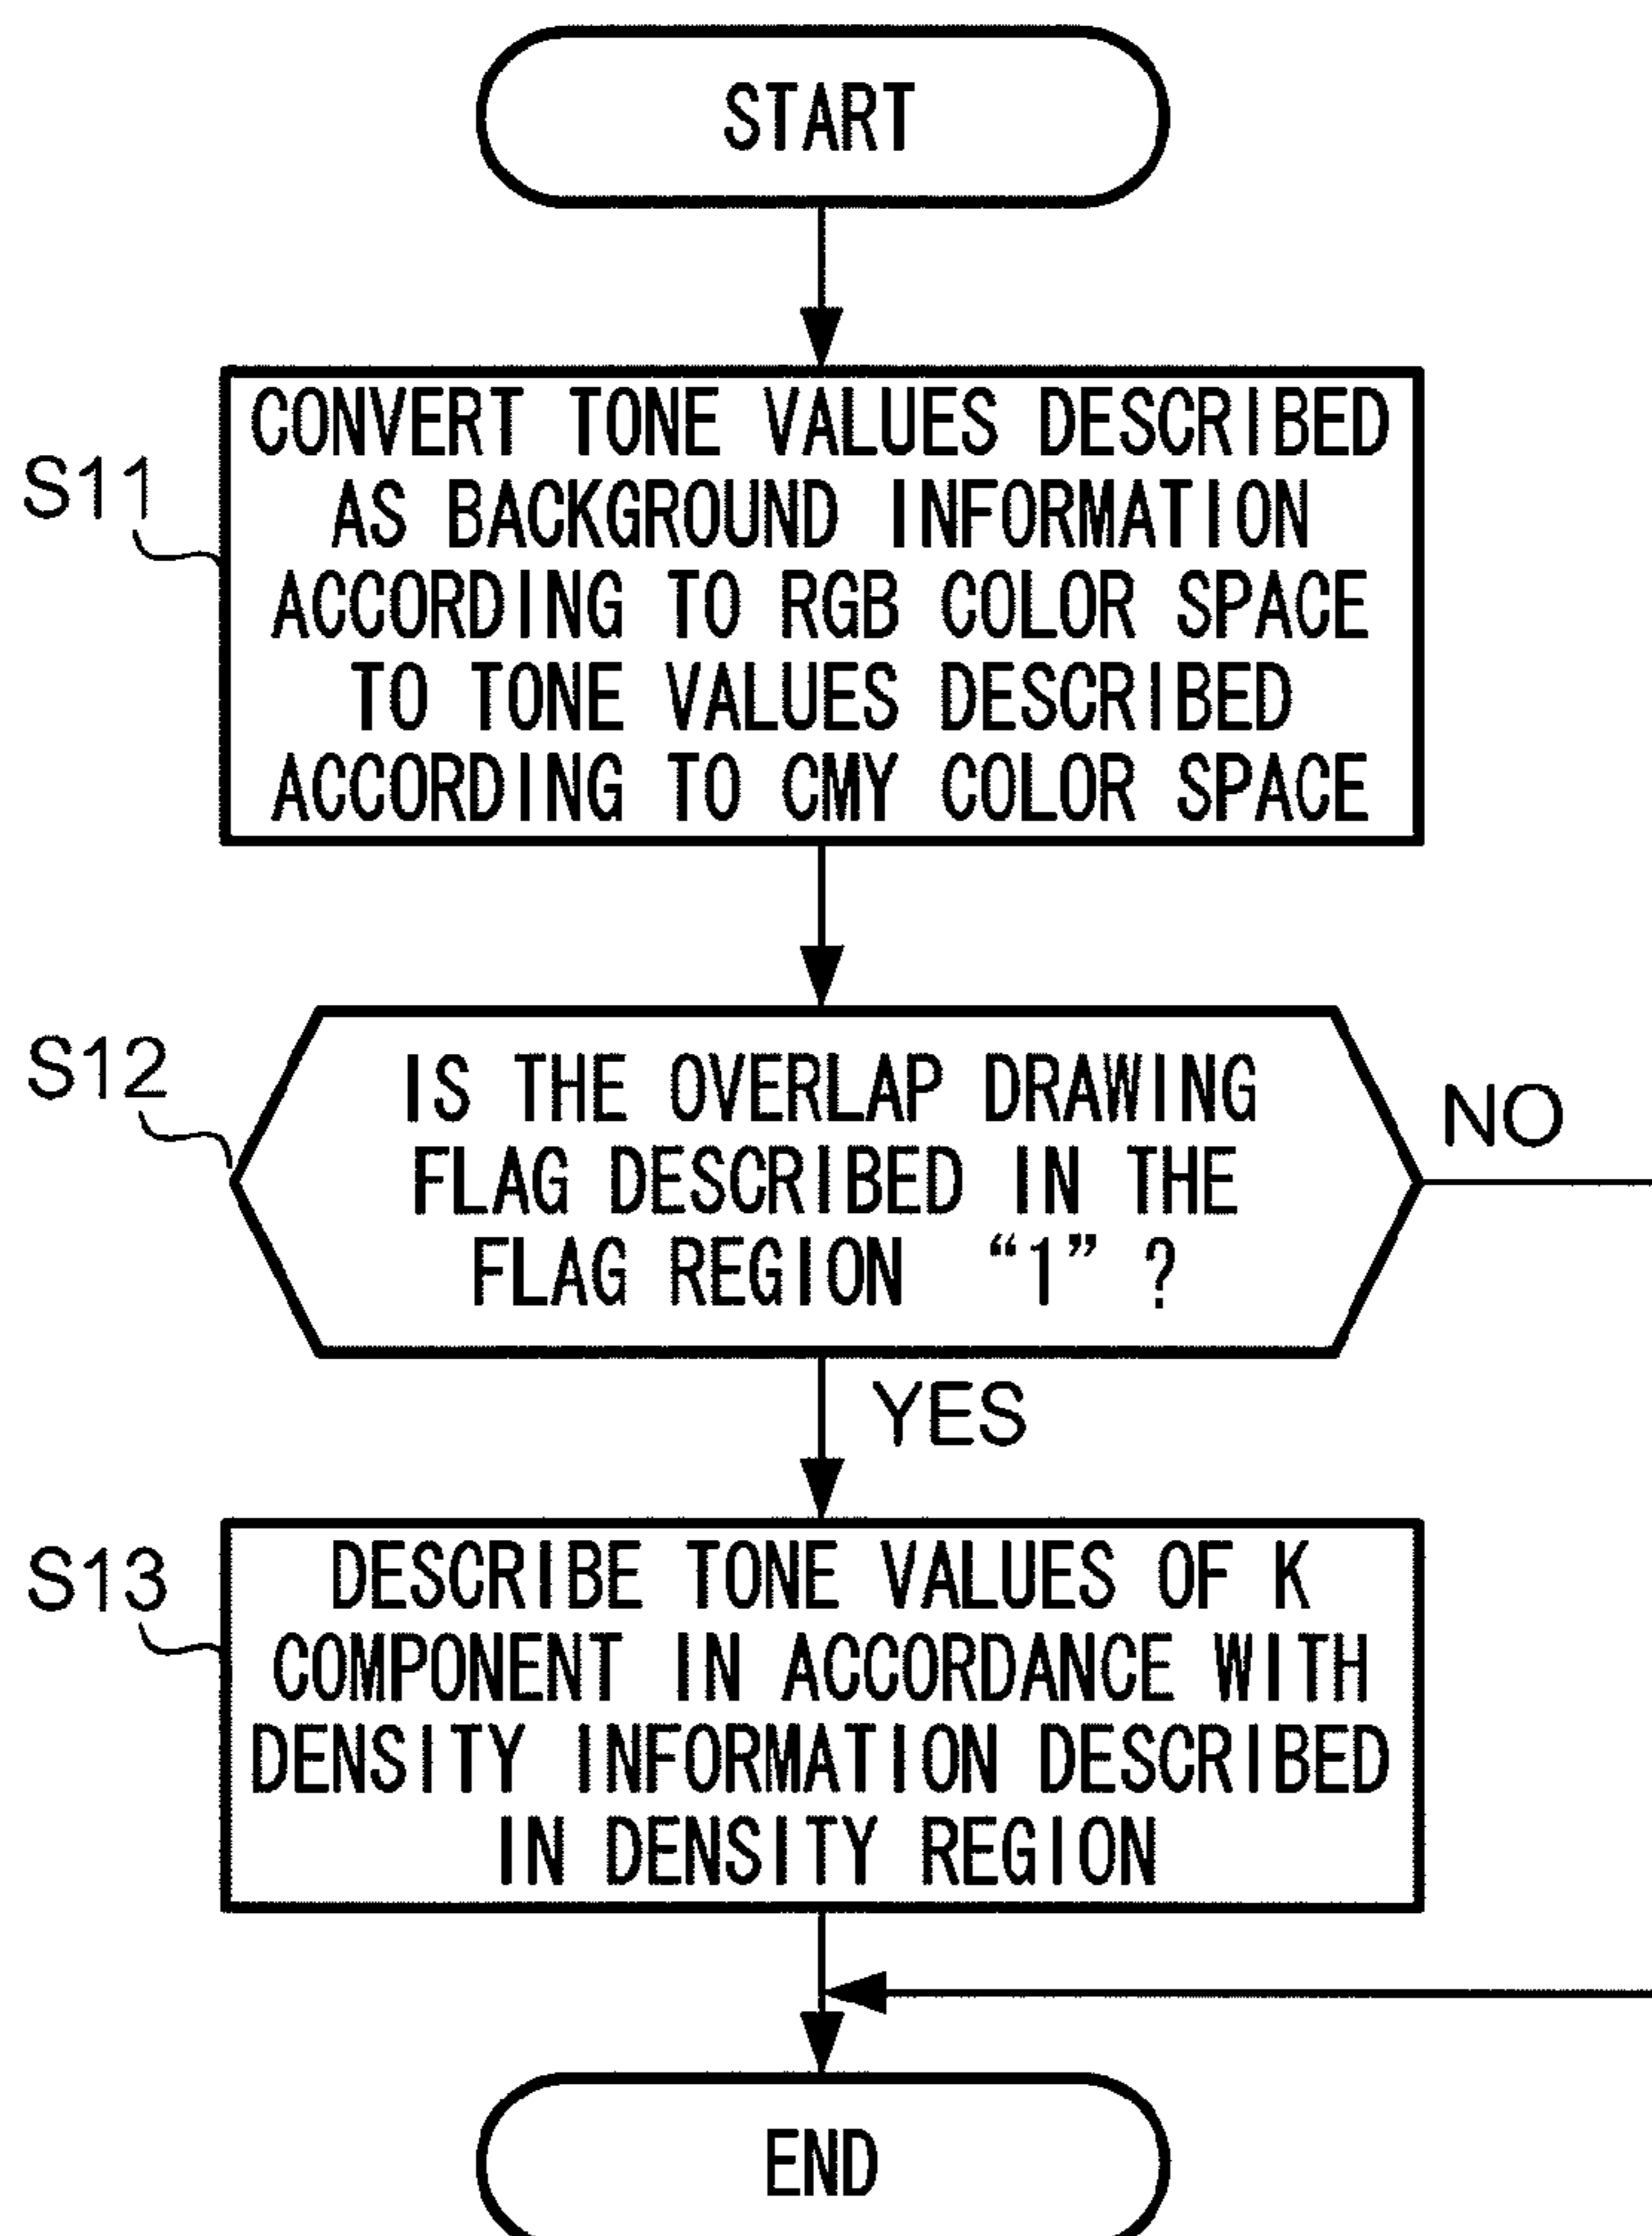 START
S11
CONVERT TONE VALUES DESCRIBED
AS BACKGROUND INFORMATION
ACCORDING TO RGB COLOR SPACE
TO TONE VALUES DESCRIBED
ACCORDING TO CMY COLOR SPACE
S12
IS THE OVERLAP DRAWING
FLAG DESCRIBED IN THE
FLAG REGION “1” ?
NO
YES
S13
DESCRIBE TONE VALUES OF K
COMPONENT IN ACCORDANCE WITH
DENSITY INFORMATION DESCRIBED
IN DENSITY REGION
END